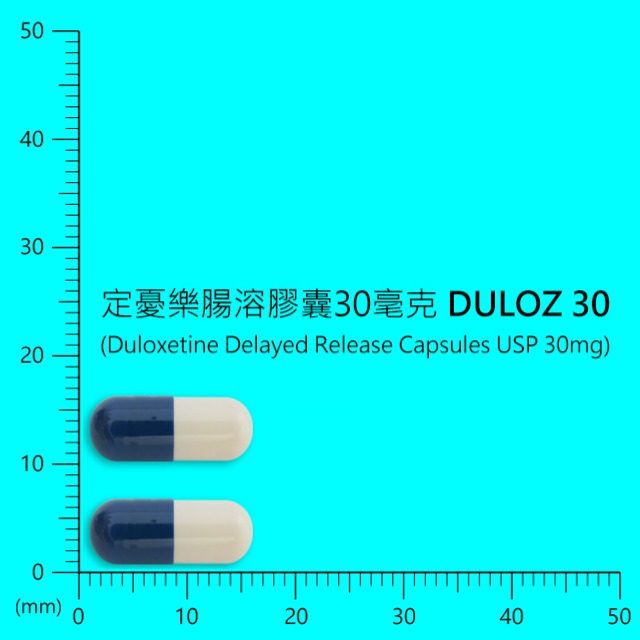 50
40
30
定憂樂腸溶膠囊30毫克 DULOZ 30
(Duloxetine Delayed Release Capsules USP 30mg)
20
10
0
(mm) 0 10 20 30 40 50